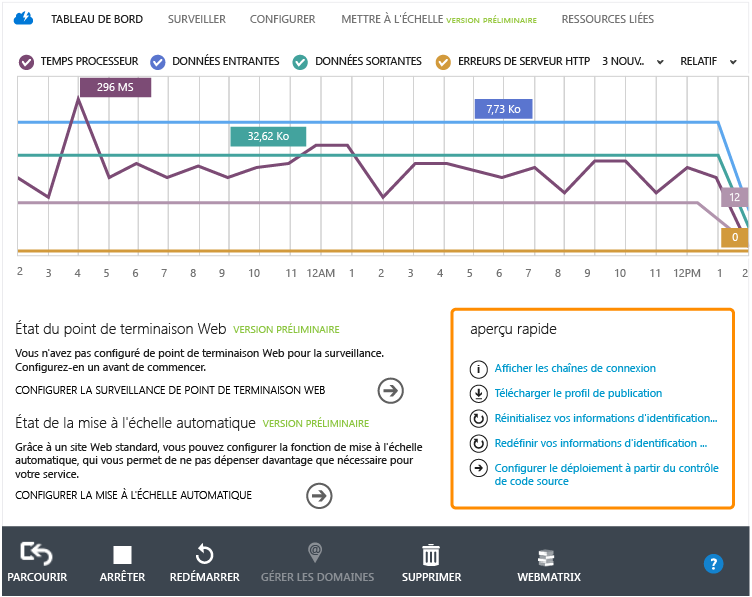 TABLEAU DE BORD SURVEILLER CONFIGURER METTRE À L'ÉCHELLE VERSION PRÉLIMINAIRE RESSOURCES LIÉES
TEMPS PROCESSEUR DONNÉES ENTRANTES DONNÉES SORTANTES ERREURS DE SERVEUR HTTP 3 NOUV.. RELATIF
296 MS
7,73 Ko
32,62 Ko
12
0
2 3 4 5 6 7 8 9 10 11 12AM 1 2 3 4 5 6 7 8 9 10 11 12PM 1 2
État du point de terminaison Web VERSION PRÉLIMINAIRE
Vous n'avez pas configuré de point de terminaison Web pour la surveillance.
Configurez-en un avant de commencer.
CONFIGURER LA SURVEILLANCE DE POINT DE TERMINAISON WEB
État de la mise à l'échelle automatique VERSION PRÉLIMINAIRE
Grâce à un site Web standard, vous pouvez configurer la fonction de mise à l'échelle
automatique, qui vous permet de ne pas dépenser davantage que nécessaire pour
votre service.
CONFIGURER LA MISE À L'ÉCHELLE AUTOMATIQUE
aperçu rapide
Afficher les chaînes de connexion
Télécharger le profil de publication
Réinitialisez vos informations d'identification...
Redéfinir vos informations d'identification ...
Configurer le déploiement à partir du contrôle
de code source
PARCOURIR ARRÊTER REDÉMARRER GÉRER LES DOMAINES SUPPRIMER WEBMATRIX ?